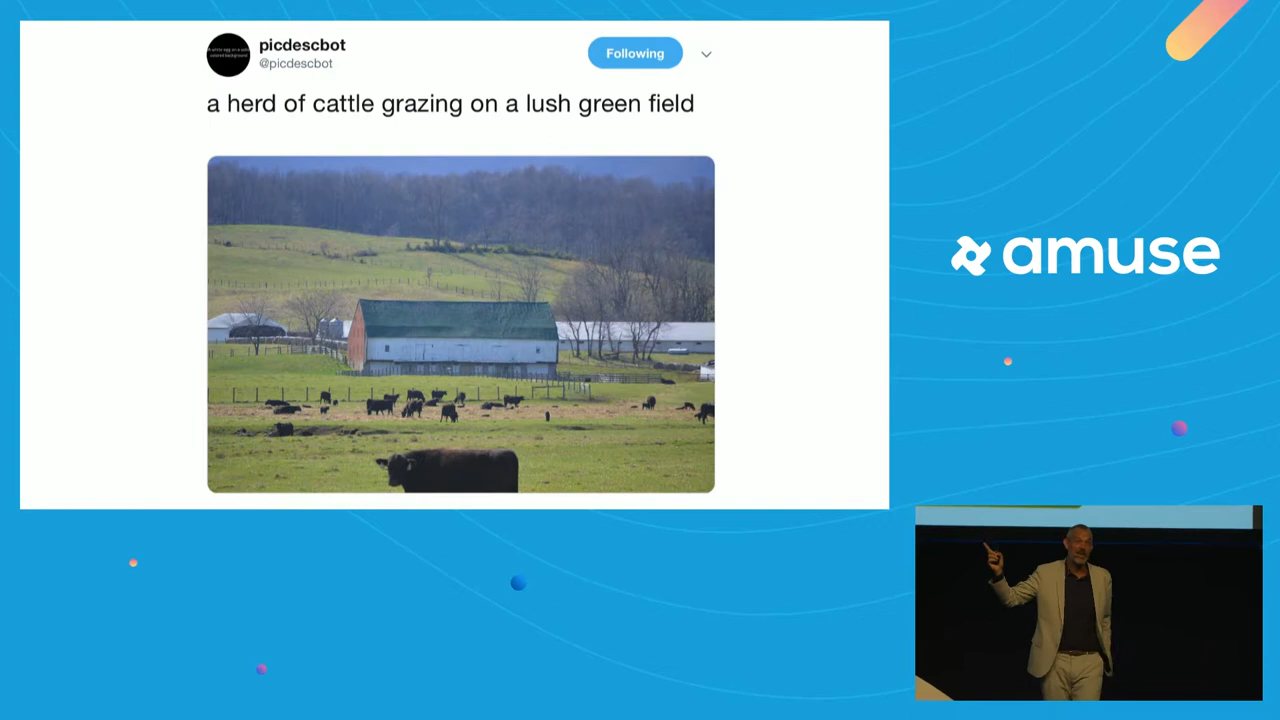 picdescbot
@picdescbot
Following
a herd of cattle grazing on a lush green field
amuse